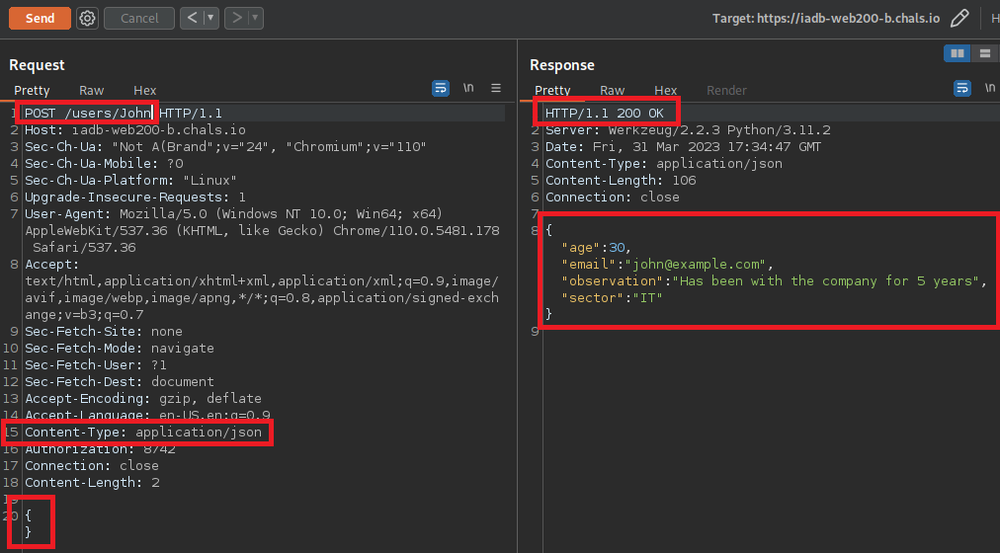 Send
Cancel
< | ▾
> | ▾
Target: https://iadb-web200-b.chals.io
H
Request
Pretty Raw Hex
\n
1 POST /users/John HTTP/1.1
2 Host: iadb-web200-b.chals.io
3 Sec-Ch-Ua: "Not A(Brand";v="24", "Chromium";v="110"
4 Sec-Ch-Ua-Mobile: ?0
5 Sec-Ch-Ua-Platform: "Linux"
6 Upgrade-Insecure-Requests: 1
7 User-Agent: Mozilla/5.0 (Windows NT 10.0; Win64; x64)
AppleWebKit/537.36 (KHTML, like Gecko) Chrome/110.0.5481.178
Safari/537.36
8 Accept:
text/html,application/xhtml+xml,application/xml;q=0.9,image/
avif,image/webp,image/apng,*/*;q=0.8,application/signed-exch
ange;v=b3;q=0.7
9 Sec-Fetch-Site: none
10 Sec-Fetch-Mode: navigate
11 Sec-Fetch-User: ?1
12 Sec-Fetch-Dest: document
13 Accept-Encoding: gzip, deflate
14 Accept-Language: en-US,en;q=0.9
15 Content-Type: application/json
16 Authorization: 8742
17 Connection: close
18 Content-Length: 2
19
20 {
}
Response
Pretty Raw Hex Render
\n
HTTP/1.1 200 OK
2 Server: Werkzeug/2.2.3 Python/3.11.2
3 Date: Fri, 31 Mar 2023 17:34:47 GMT
4 Content-Type: application/json
5 Content-Length: 106
6 Connection: close
7
8 {
"age":30,
"email":"john@example.com",
"observation":"Has been with the company for 5 years",
"sector":"IT"
}
9